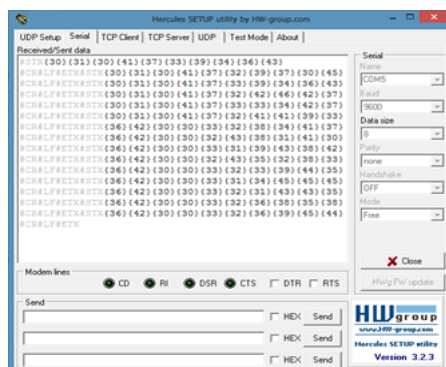 Hercules SETUP utility by HW-group.com
UDP Setup Serial TCP Client TCP Server UDP Test Mode About
Received/Sent data
#STX{30}{31}{30}{41}{37}{33}{39}{34}{36}{43}
#CR#LF#ETX#STX{30}{31}{30}{41}{37}{32}{39}{37}{30}{45}
#CR#LF#ETX#STX{30}{31}{30}{41}{37}{33}{39}{34}{36}{43}
#CR#LF#ETX#STX{30}{31}{30}{41}{37}{32}{42}{46}{42}{37}
#CR#LF#ETX#STX{30}{31}{30}{41}{37}{33}{33}{34}{42}{37}
#CR#LF#ETX#STX{30}{31}{30}{41}{37}{32}{41}{41}{39}{33}
#CR#LF#ETX#STX{36}{42}{30}{30}{33}{32}{38}{34}{41}{37}
#CR#LF#ETX#STX{36}{42}{30}{30}{32}{43}{38}{31}{41}{30}
#CR#LF#ETX#STX{36}{42}{30}{30}{33}{31}{39}{43}{38}{42}
#CR#LF#ETX#STX{36}{42}{30}{30}{32}{43}{35}{32}{38}{33}
#CR#LF#ETX#STX{36}{42}{30}{30}{33}{32}{33}{39}{44}{35}
#CR#LF#ETX#STX{36}{42}{30}{30}{33}{31}{34}{45}{34}{45}
#CR#LF#ETX#STX{36}{42}{30}{30}{33}{32}{31}{43}{43}{35}
#CR#LF#ETX#STX{36}{42}{30}{30}{33}{32}{36}{38}{35}{38}
#CR#LF#ETX#STX{36}{42}{30}{30}{33}{32}{36}{39}{45}{44}
#CR#LF#ETX
Serial
Name
COM5
Baud
9600
Data size
8
Parity
none
Handshake
OFF
Mode
Free
Close
HWg FW update
Modem lines
CD RI DSR CTS DTR RTS
Send
HEX Send
HEX Send
HEX Send
HWgroup
www.HW-group.com
Hercules SETUP utility
Version 3.2.3